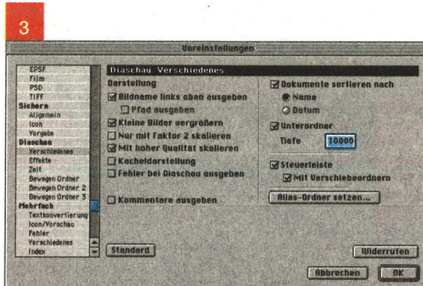 3
Voreinstellungen
EPSF
Film
PSD
TIFF
Sichern
Allgemein
Icon
Vorgabe
Diaschau
Verschiedenes
Effekte
Zeit
Bewegen Ordner
Bewegen Ordner 2
Bewegen Ordner 3
Mehrfach
Textkonvertierung
Icon/Vorschau
Fehler
Verschiedenes
Index
Diaschau Verschiedenes
Darstellung
Bildname links oben ausgeben
Pfad ausgeben
Kleine Bilder vergrößern
Nur mit Faktor 2 skalieren
Mit hoher Qualität skalieren
Kacheldarstellung
Fehler bei Diaschau ausgeben
Kommentare ausgeben
Dokumente sortieren nach
Name
Datum
Unterordner
Tiefe 10000
Steuerleiste
Mit Verschiebeordnern
Alias-Ordner setzen...
Standard
Widerrufen
Abbrechen
OK